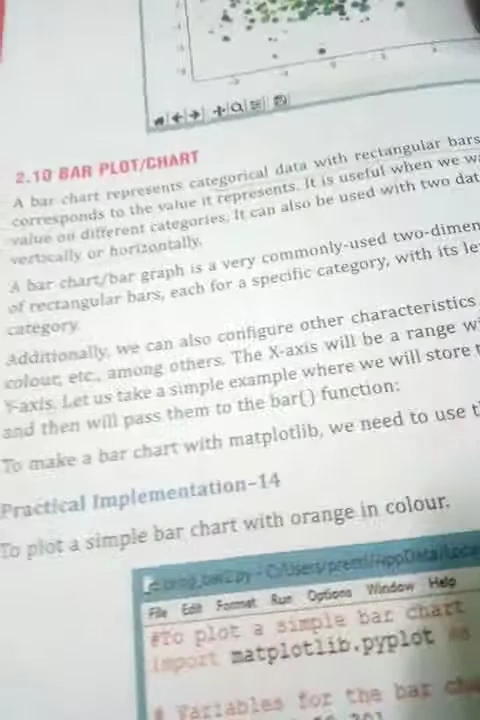 2.10 BAR PLOT/CHART
A bar chart represents categorical data with rectangular bars
corresponds to the value it represents. It is useful when we
value on different categories. It can also be used with two
vertically or horizontally.
A bar chart/bar graph is a very commonly-used
of rectangular bars, each for a specific category, with its
category.
Additionally, we can also configure other characteristics
colour, etc., among others. The X-axis will be a range
Y-axis. Let us take a simple example where we will store
and then will pass them to the bar() function:
To make a bar chart with matplotlib, we need to use
Practical Implementation–14
To plot a simple bar chart with orange in colour.
File Edit Format Run Options Window Help
#To plot a simple bar chart
import matplotlib.pyplot as
# Variables for the bar